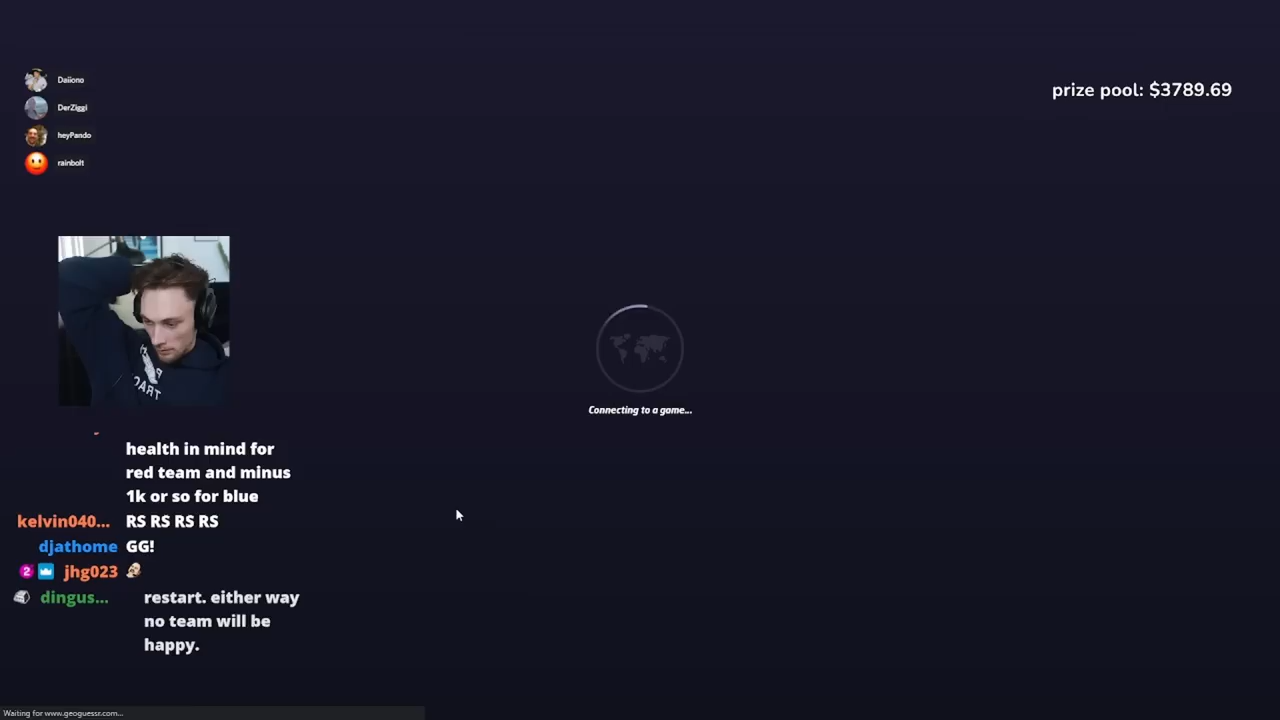 Daiiono
prize pool: $3789.69
DerZiggi
heyPando
rainbolt
Connecting to a game...
health in mind for
red team and minus
1k or so for blue
kelvin040... RS RS RS RS
djathome GG!
2 jhg023
dingus... restart. either way
no team will be
happy.
Waiting for www.geoguessr.com...